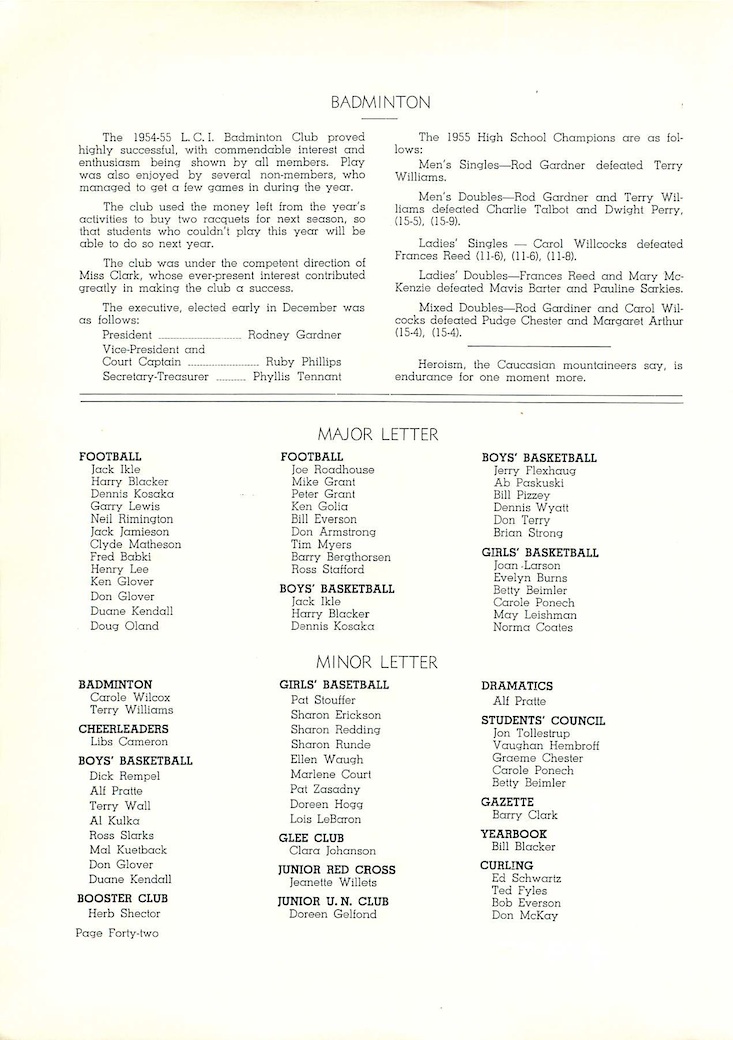 BADMINTON
The 1954-55 L. C. I. Badminton Club proved
highly successful, with commendable interest and
enthusiasm being shown by all members. Play
was also enjoyed by several non-members, who
managed to get a few games in during the year.
The club used the money left from the year's
activities to buy two racquets for next season, so
that students who couldn't play this year will be
able to do so next year.
The club was under the competent direction of
Miss Clark, whose ever-present interest contributed
greatly in making the club a success.
The executive, elected early in December was
as follows:
President ........................ Rodney Gardner
Vice-President and
Court Captain ........................ Ruby Phillips
Secretary-Treasurer .......... Phyllis Tennant
The 1955 High School Champions are as fol-
lows:
Men's Singles—Rod Gardner defeated Terry
Williams.
Men's Doubles—Rod Gardner and Terry Wil-
liams defeated Charlie Talbot and Dwight Perry,
(15-5), (15-9).
Ladies' Singles — Carol Willcocks defeated
Frances Reed (11-6), (11-6), (11-8).
Ladies' Doubles—Frances Reed and Mary Mc-
Kenzie defeated Mavis Barter and Pauline Sarkies.
Mixed Doubles—Rod Gardiner and Carol Wil-
cocks defeated Pudge Chester and Margaret Arthur
(15-4), (15-4).
Heroism, the Caucasian mountaineers say, is
endurance for one moment more.
MAJOR LETTER
FOOTBALL
Jack Ikle
Harry Blacker
Dennis Kosaka
Garry Lewis
Neil Rimington
Jack Jamieson
Clyde Matheson
Fred Babki
Henry Lee
Ken Glover
Don Glover
Duane Kendall
Doug Oland
FOOTBALL
Joe Roadhouse
Mike Grant
Peter Grant
Ken Golia
Bill Everson
Don Armstrong
Tim Myers
Barry Bergthorsen
Ross Stafford
BOYS' BASKETBALL
Jack Ikle
Harry Blacker
Dennis Kosaka
BOYS' BASKETBALL
Jerry Flexhaug
Ab Paskuski
Bill Pizzey
Dennis Wyatt
Don Terry
Brian Strong
GIRLS' BASKETBALL
Joan Larson
Evelyn Burns
Betty Beimler
Carole Ponech
May Leishman
Norma Coates
MINOR LETTER
BADMINTON
Carole Wilcox
Terry Williams
CHEERLEADERS
Libs Cameron
BOYS' BASKETBALL
Dick Rempel
Alf Pratte
Terry Wall
Al Kulka
Ross Slarks
Mal Kuetback
Don Glover
Duane Kendall
BOOSTER CLUB
Herb Shector
GIRLS' BASETBALL
Pat Stouffer
Sharon Erickson
Sharon Redding
Sharon Runde
Ellen Waugh
Marlene Court
Pat Zasadny
Doreen Hogg
Lois LeBaron
GLEE CLUB
Clara Johanson
JUNIOR RED CROSS
Jeanette Willets
JUNIOR U. N. CLUB
Doreen Gelfond
DRAMATICS
Alf Pratte
STUDENTS' COUNCIL
Jon Tollestrup
Vaughan Hembroff
Graeme Chester
Carole Ponech
Betty Beimler
GAZETTE
Barry Clark
YEARBOOK
Bill Blacker
CURLING
Ed Schwartz
Ted Fyles
Bob Everson
Don McKay
Page Forty-two